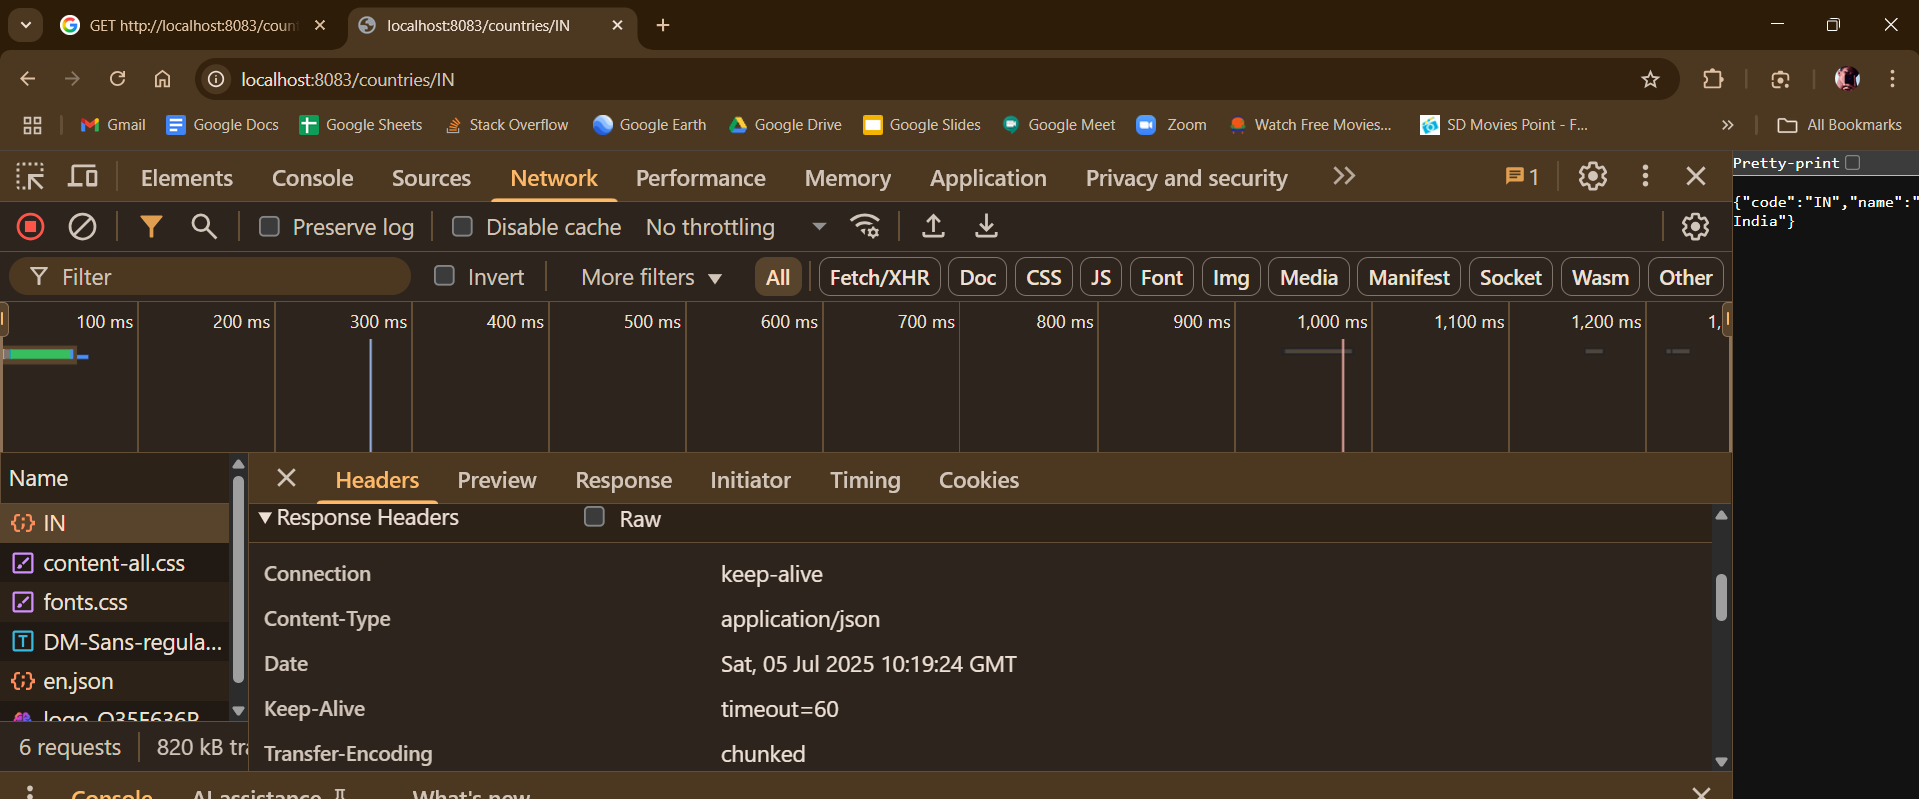 GET http://localhost:8083/coun
localhost:8083/countries/IN
localhost:8083/countries/IN
Gmail
Google Docs
Google Sheets
Stack Overflow
Google Earth
Google Drive
Google Slides
Google Meet
Zoom
Watch Free Movies...
SD Movies Point - F...
All Bookmarks
Elements
Console
Sources
Network
Performance
Memory
Application
Privacy and security
1
Pretty-print
{"code":"IN","name":"
India"}
Preserve log
Disable cache
No throttling
Filter
Invert
More filters
All
Fetch/XHR
Doc
CSS
JS
Font
Img
Media
Manifest
Socket
Wasm
Other
100 ms
200 ms
300 ms
400 ms
500 ms
600 ms
700 ms
800 ms
900 ms
1,000 ms
1,100 ms
1,200 ms
1,
Name
Headers
Preview
Response
Initiator
Timing
Cookies
IN
content-all.css
fonts.css
DM-Sans-regula...
en.json
Response Headers
Raw
Connection
keep-alive
Content-Type
application/json
Date
Sat, 05 Jul 2025 10:19:24 GMT
Keep-Alive
timeout=60
Transfer-Encoding
chunked
6 requests
820 kB tra
Console
AI assistance
What's new